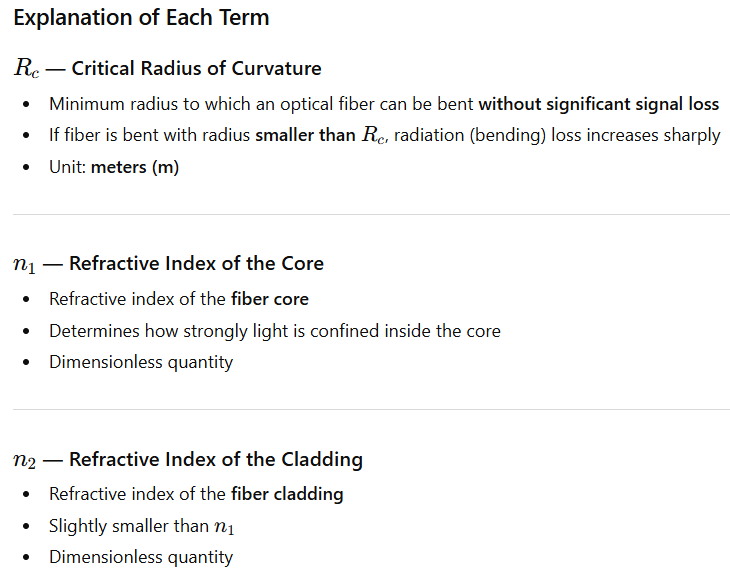 Explanation of Each Term
R_c — Critical Radius of Curvature
• Minimum radius to which an optical fiber can be bent without significant signal loss
• If fiber is bent with radius smaller than R_c, radiation (bending) loss increases sharply
• Unit: meters (m)
n_1 — Refractive Index of the Core
• Refractive index of the fiber core
• Determines how strongly light is confined inside the core
• Dimensionless quantity
n_2 — Refractive Index of the Cladding
• Refractive index of the fiber cladding
• Slightly smaller than n_1
• Dimensionless quantity